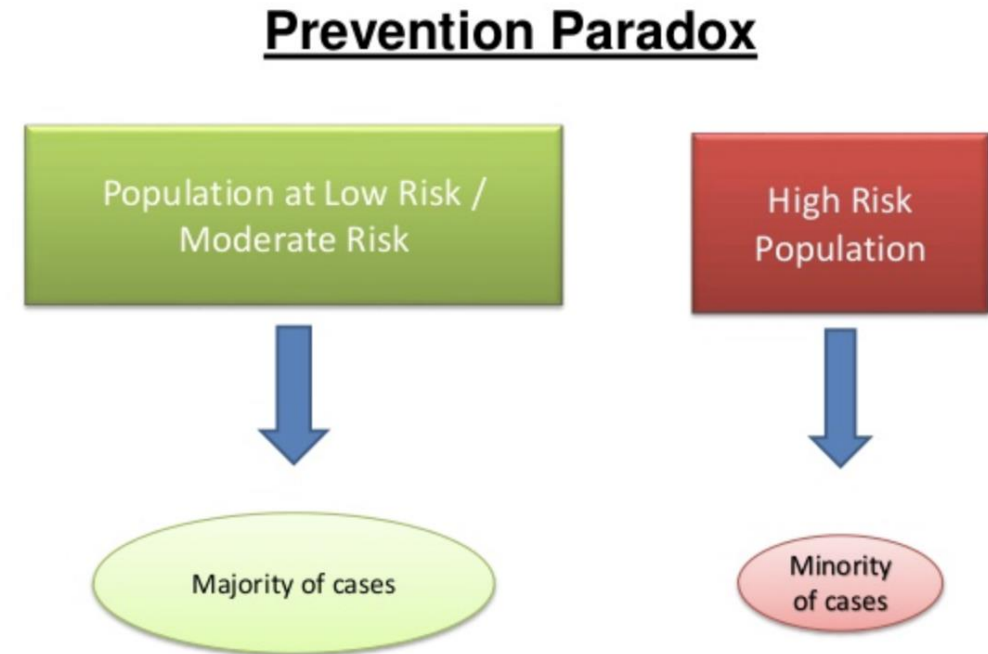 Prevention Paradox
Population at Low Risk /
Moderate Risk
High Risk
Population
Majority of cases
Minority
of cases